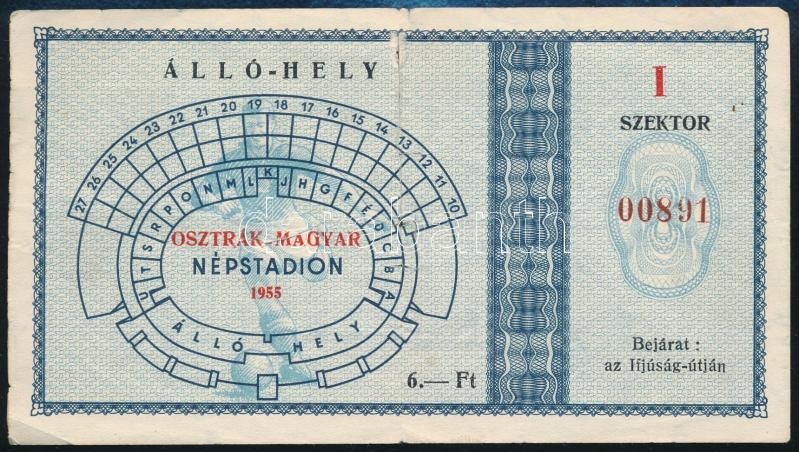 ÁLLÓ-HELY
27 26 25 24 23 22 21 20 19 18 17 16 15 14 13 12 11 10
U T S R P O N M L K J H G F É D C B A
OSZTRÁK-MAGYAR
NÉPSTADION
1955
ÁLLÓ HELY
6.— Ft
I
SZEKTOR
00891
Bejárat :
az Ifjúság-útján